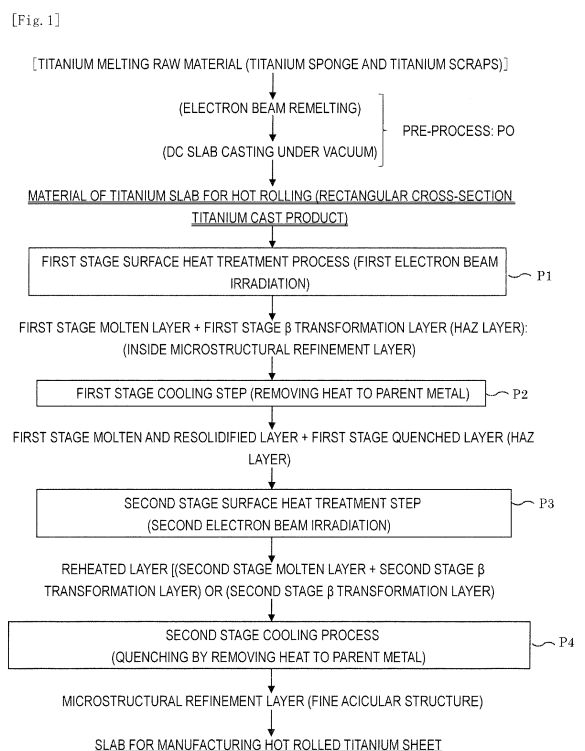 [Fig. 1]
[TITANIUM MELTING RAW MATERIAL (TITANIUM SPONGE AND TITANIUM SCRAPS)]
(ELECTRON BEAM REMELTING)
PRE-PROCESS: PO
(DC SLAB CASTING UNDER VACUUM)
MATERIAL OF TITANIUM SLAB FOR HOT ROLLING (RECTANGULAR CROSS-SECTION
TITANIUM CAST PRODUCT)
FIRST STAGE SURFACE HEAT TREATMENT PROCESS (FIRST ELECTRON BEAM
IRRADIATION)
P1
FIRST STAGE MOLTEN LAYER + FIRST STAGE β TRANSFORMATION LAYER (HAZ LAYER):
(INSIDE MICROSTRUCTURAL REFINEMENT LAYER)
FIRST STAGE COOLING STEP (REMOVING HEAT TO PARENT METAL)
P2
FIRST STAGE MOLTEN AND RESOLIDIFIED LAYER + FIRST STAGE QUENCHED LAYER (HAZ
LAYER)
SECOND STAGE SURFACE HEAT TREATMENT STEP
(SECOND ELECTRON BEAM IRRADIATION)
P3
REHEATED LAYER [(SECOND STAGE MOLTEN LAYER + SECOND STAGE β
TRANSFORMATION LAYER) OR (SECOND STAGE β TRANSFORMATION LAYER)
SECOND STAGE COOLING PROCESS
(QUENCHING BY REMOVING HEAT TO PARENT METAL)
P4
MICROSTRUCTURAL REFINEMENT LAYER (FINE ACICULAR STRUCTURE)
SLAB FOR MANUFACTURING HOT ROLLED TITANIUM SHEET